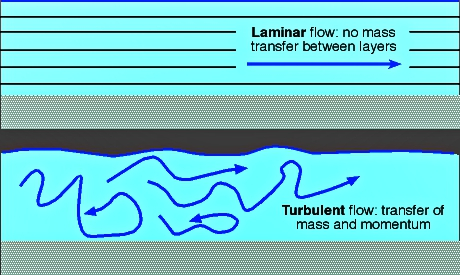 Laminar flow: no mass
transfer between layers
Turbulent flow: transfer of
mass and momentum